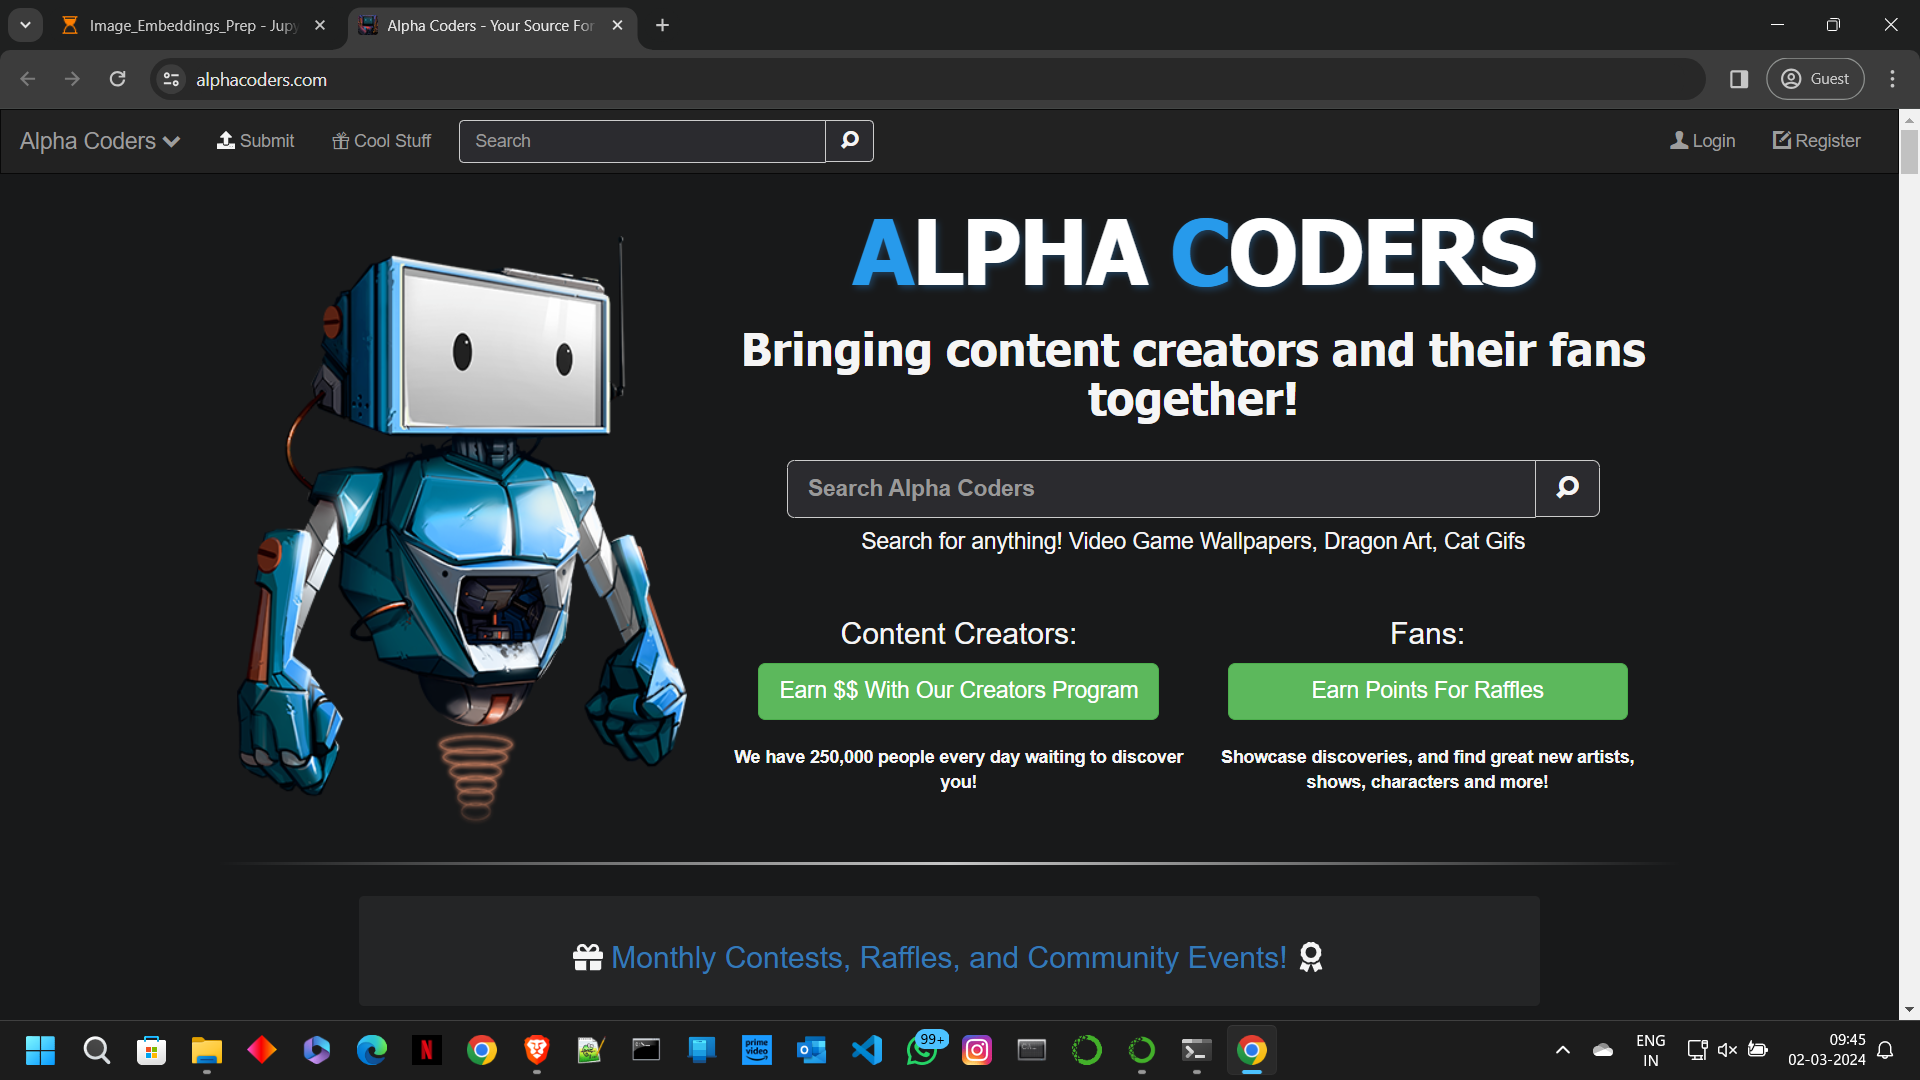 Image_Embeddings_Prep - Jupy
Alpha Coders - Your Source For
alphacoders.com
Guest
Alpha Coders
Submit
Cool Stuff
Search
Login
Register
ALPHA CODERS
Bringing content creators and their fans
together!
Search Alpha Coders
Search for anything! Video Game Wallpapers, Dragon Art, Cat Gifs
Content Creators:
Earn $$ With Our Creators Program
We have 250,000 people every day waiting to discover
you!
Fans:
Earn Points For Raffles
Showcase discoveries, and find great new artists,
shows, characters and more!
Monthly Contests, Raffles, and Community Events!
N
prime
video
99+
ENG
IN
09:45
02-03-2024